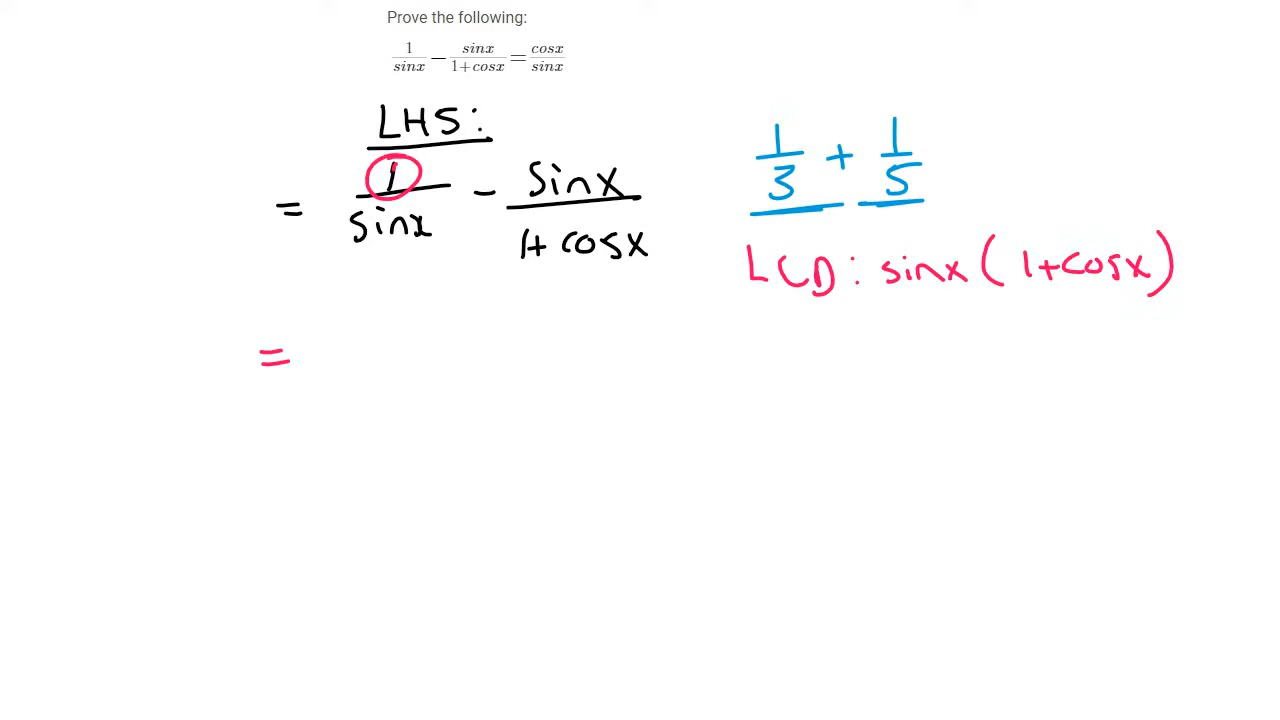 Prove the following:
1/sinx − sinx/1+cosx = cosx/sinx
LHS:
= 1/sinx - sinx/1+cosx
1/3 + 1/5
LCD: sinx(1+cosx)
=